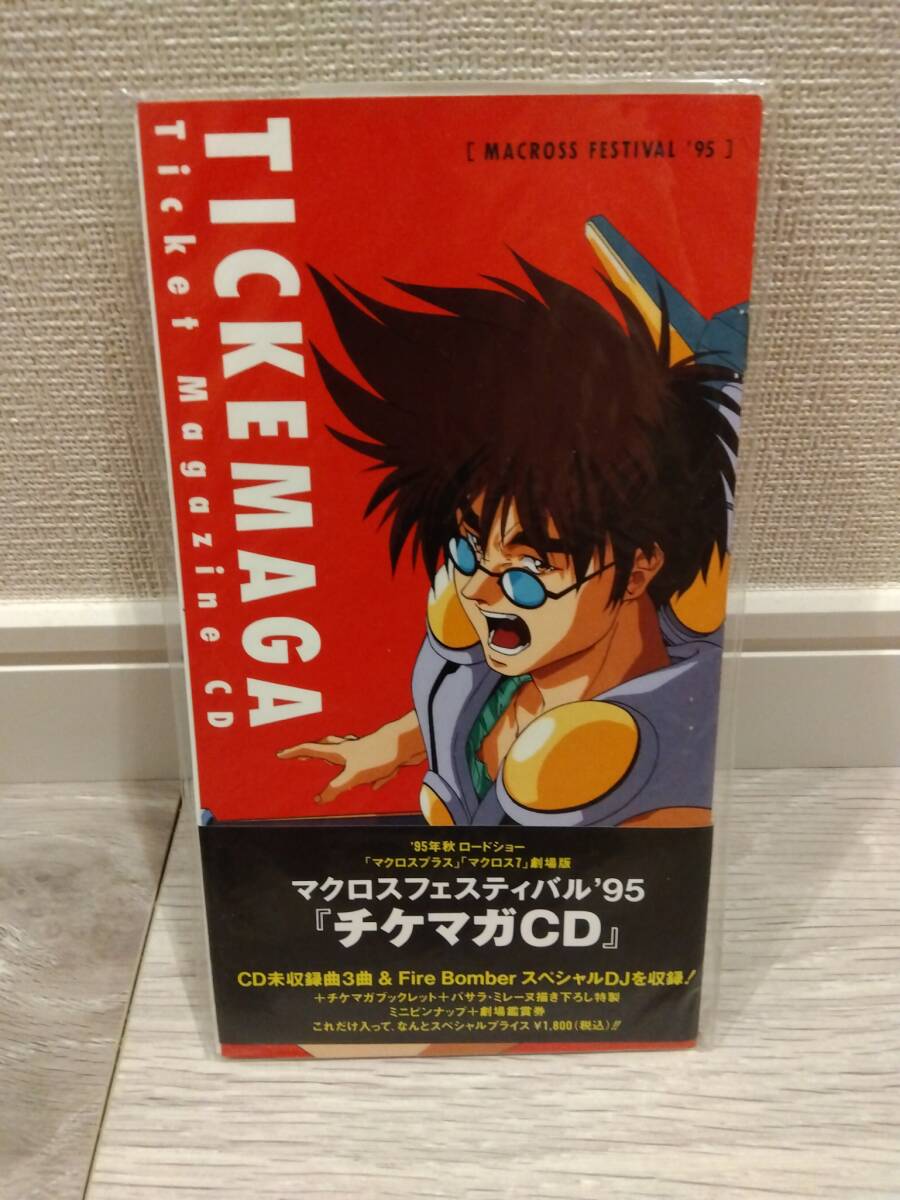 [ MACROSS FESTIVAL '95 ]
TICKEMAGA
Ticket Magazine CD
'95年秋 ロードショー
「マクロスプラス」「マクロス7」劇場版
マクロスフェスティバル'95
『チケマガCD』
CD未収録曲3曲 & Fire Bomber スペシャルDJを収録!
+チケマガブックレット+バサラ・ミレーヌ描き下ろし特製
ミニピンナップ+劇場鑑賞券
これだけ入って、なんとスペシャルプライス ¥1,800(税込)!!